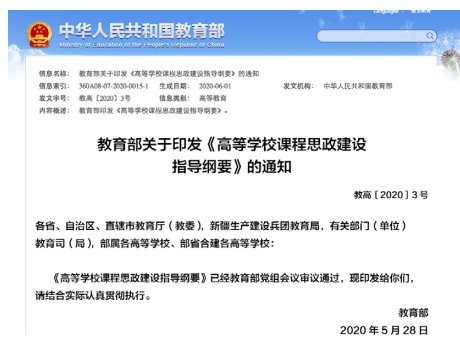 中华人民共和国教育部
Ministry of Education of the People's Republic of China
信息名称： 教育部关于印发《高等学校课程思政建设指导纲要》的通知
信息索引： 360A08-07-2020-0015-1 生成日期： 2020-06-01 发文机构： 中华人民共和国教育部
发文字号： 教高〔2020〕3号 信息类别： 高等教育
内容概述： 教育部印发《高等学校课程思政建设指导纲要》。
教育部关于印发《高等学校课程思政建设
指导纲要》的通知
教高〔2020〕3号
各省、自治区、直辖市教育厅（教委），新疆生产建设兵团教育局，有关部门（单位）
教育司（局），部属各高等学校、部省合建各高等学校：
《高等学校课程思政建设指导纲要》已经教育部党组会议审议通过，现印发给你们，
请结合实际认真贯彻执行。
教育部
2020年5月28日